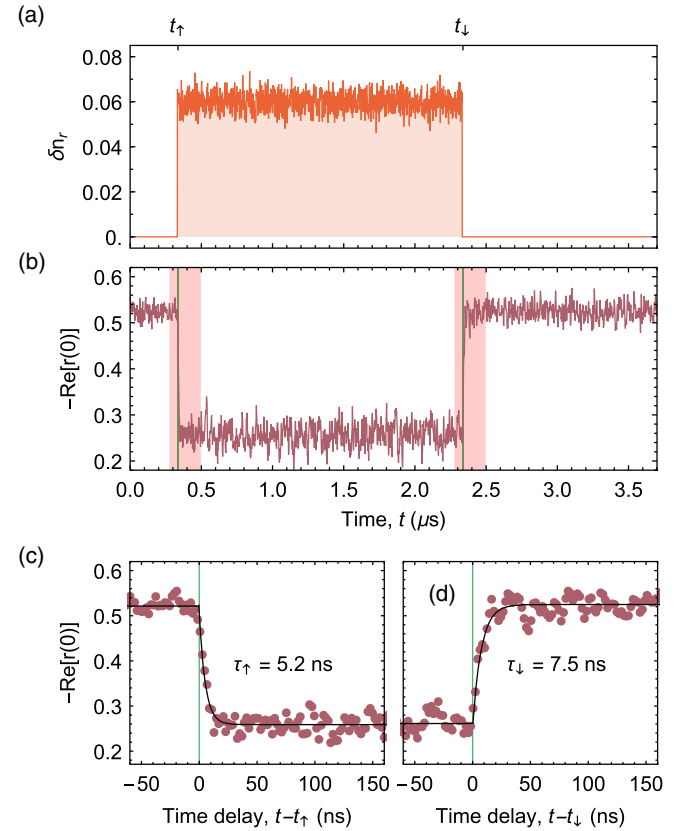 (a)
t↑ t↓
0.08
0.06
0.04
0.02
0.
δnr
(b)
0.6
0.5
0.4
0.3
0.2
−Re[r(0)]
0.0 0.5 1.0 1.5 2.0 2.5 3.0 3.5
Time, t (μs)
(c) (d)
0.6
0.5
0.4
0.3
0.2
−Re[r(0)]
τ↑ = 5.2 ns τ↓ = 7.5 ns
−50 0 50 100 150 −50 0 50 100 150
Time delay, t−t↑ (ns) Time delay, t−t↓ (ns)